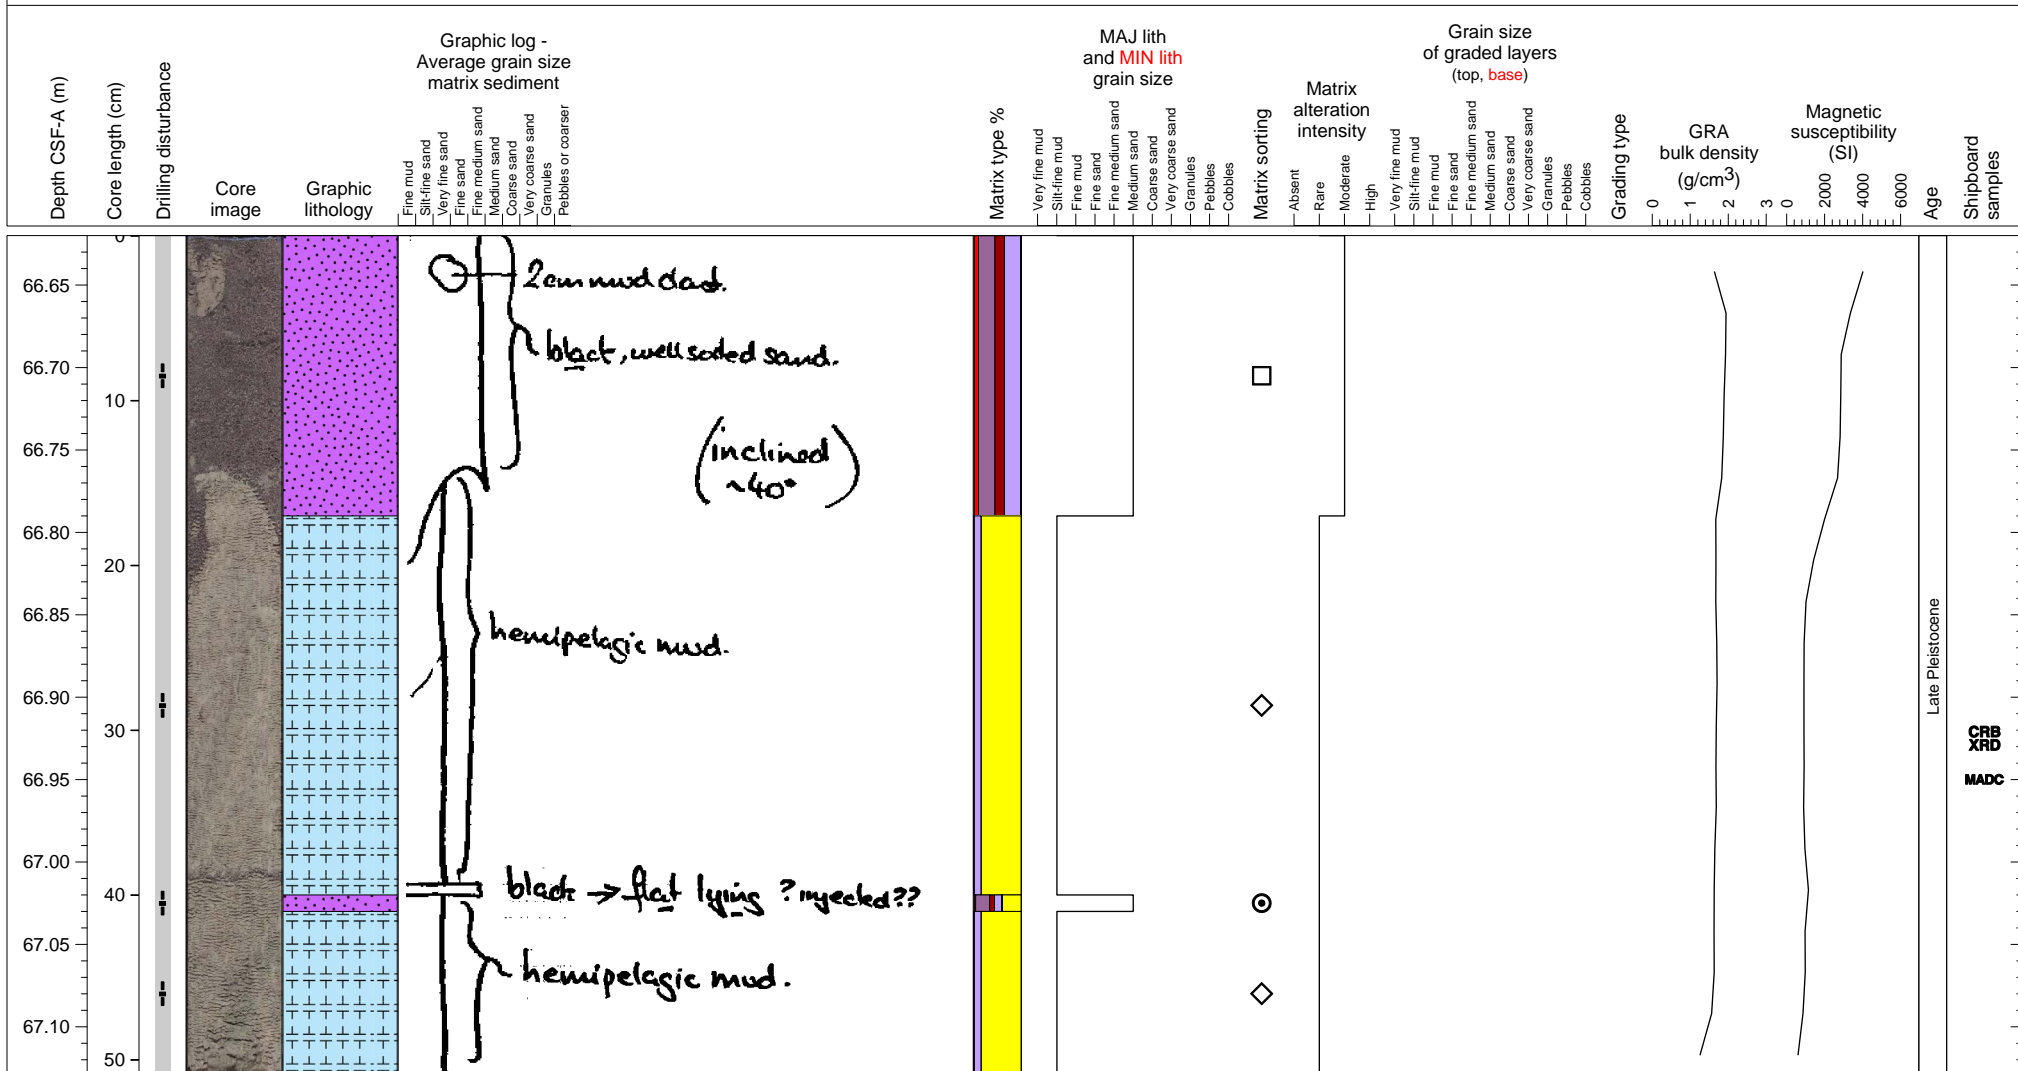 Depth CSF-A (m)
Core length (cm)
Drilling disturbance
Core
image
Graphic
lithology
Graphic log -
Average grain size
matrix sediment
Fine mud
Silt-fine sand
Very fine sand
Fine sand
Fine medium sand
Medium sand
Coarse sand
Very coarse sand
Granules
Pebbles or coarser
Matrix type %
MAJ lith
and MIN lith
grain size
Very fine mud
Silt-fine mud
Fine mud
Fine sand
Fine medium sand
Medium sand
Coarse sand
Very coarse sand
Granules
Pebbles
Cobbles
Matrix sorting
Matrix
alteration
intensity
Absent
Rare
Moderate
High
Grain size
of graded layers
(top, base)
Very fine mud
Silt-fine mud
Fine mud
Fine sand
Fine medium sand
Medium sand
Coarse sand
Very coarse sand
Granules
Pebbles
Cobbles
Grading type
GRA
bulk density
(g/cm3)
0 1 2 3
Magnetic
susceptibility
(SI)
0 2000 4000 6000
Age
Shipboard
samples
0
66.65
2cm mud clast.
black, well sorted sand.
66.70
10
66.75
(inclined
~40°)
66.80
20
66.85
hemipelagic mud.
Late Pleistocene
66.90
30
CRB
XRD
66.95
MADC
67.00
40
black → flat lying ? injected??
67.05
hemipelagic mud.
67.10
50